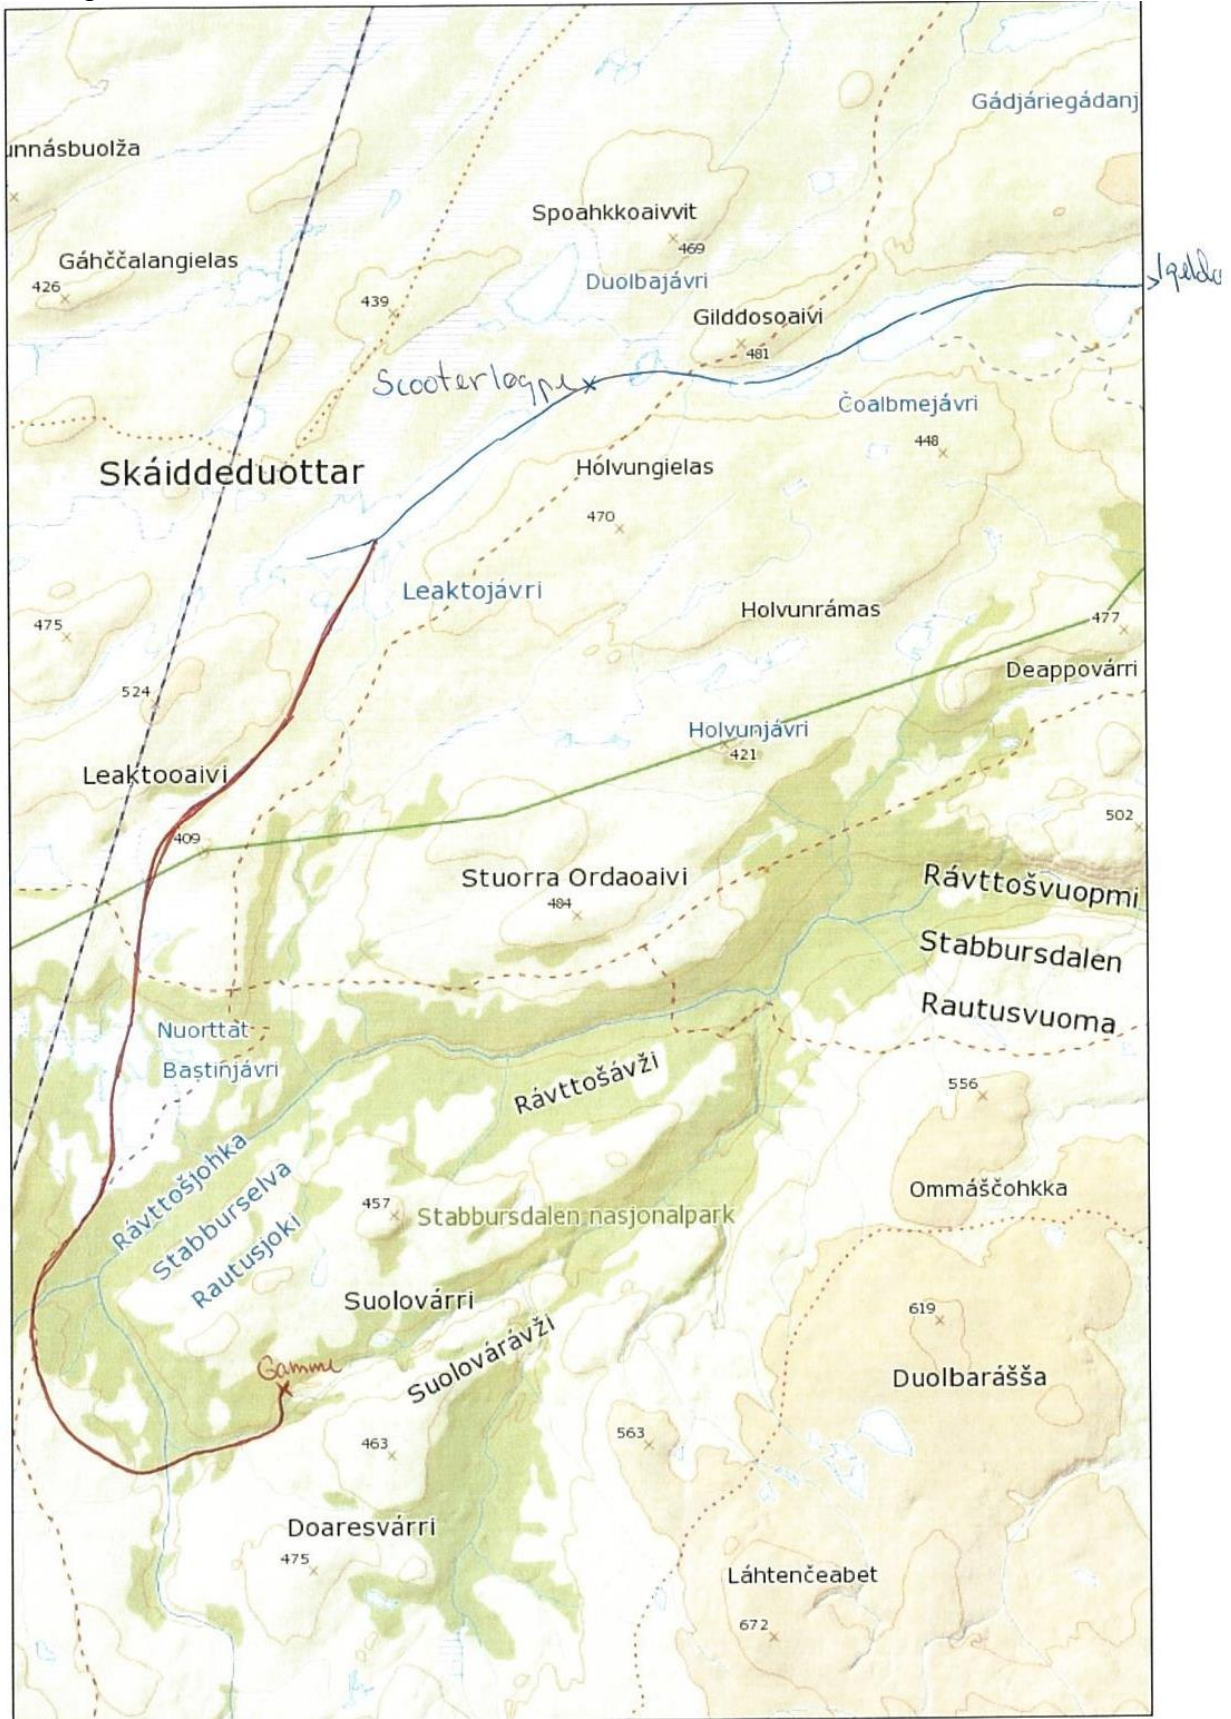 Gádjáriegádanj
unnásbuolža
Spoahkkoaivvit
469
Gáhččalangielas
426
Duolbajávri
439
Gilddosoaivi
481
Scooterløype
Čoalbmejávri
448
Skáiddeduottar
Holvungielas
470
Leaktojávri
Holvunrámas
475
477
Deappovárri
524
Holvunjávri
421
Leaktooaivi
409
502
Stuorra Ordaoaivi
484
Rávttošvuopmi
Stabbursdalen
Rautusvuoma
Nuorttat
Bastinjávri
Rávttošávži
556
Rávttošjohka
Stabburselva
Rautusjoki
457
Stabbursdalen nasjonalpark
Ommáščohkka
Suolovárri
619
Suolovárávži
Gamme
Duolbarášša
463
563
Doaresvárri
475
Láhtenčeabet
672